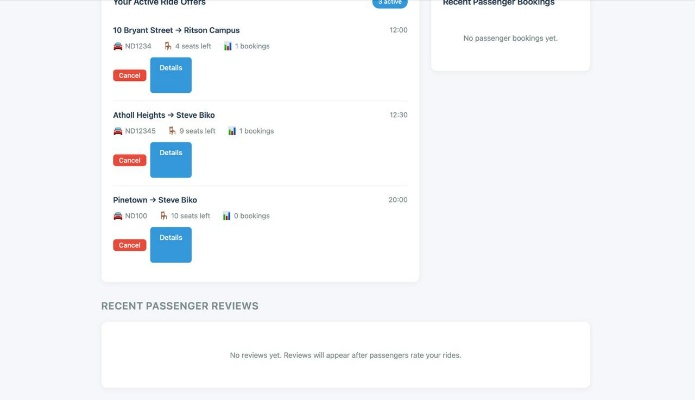 Your Active Ride Offers
3 active
10 Bryant Street → Ritson Campus
12:00
ND1234 4 seats left 1 bookings
Cancel
Details
Atholl Heights → Steve Biko
12:30
ND12345 9 seats left 1 bookings
Cancel
Details
Pinetown → Steve Biko
20:00
ND100 10 seats left 0 bookings
Cancel
Details
Recent Passenger Bookings
No passenger bookings yet.
RECENT PASSENGER REVIEWS
No reviews yet. Reviews will appear after passengers rate your rides.